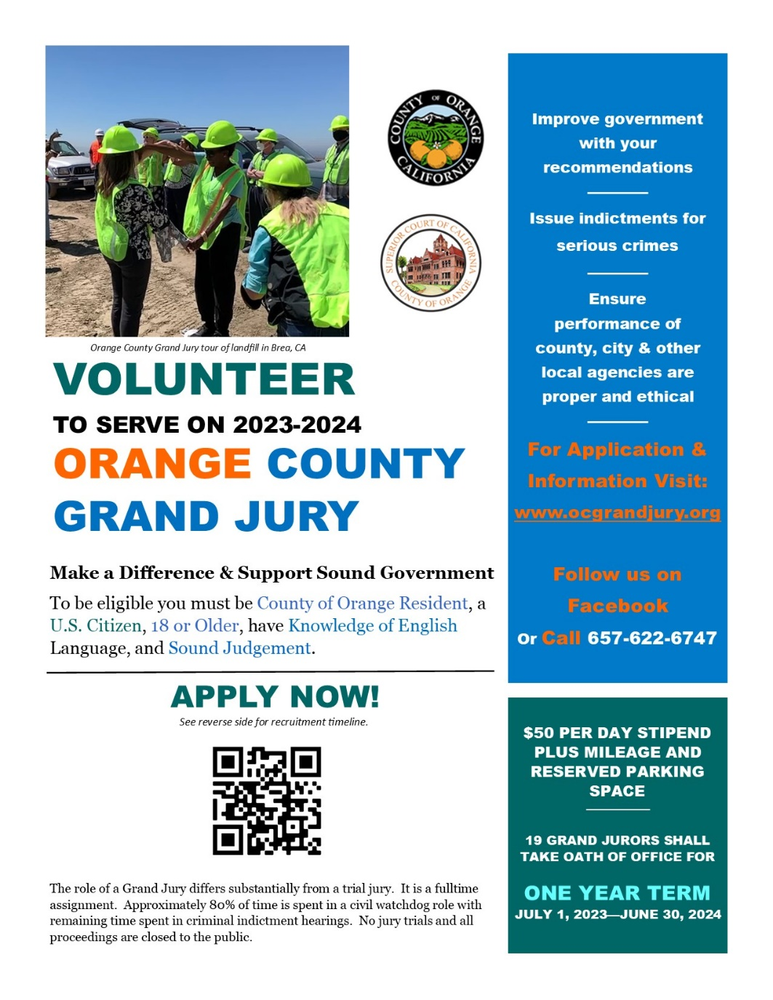 COUNTY OF ORANGE
CALIFORNIA
SUPERIOR COURT OF CALIFORNIA
COUNTY OF ORANGE
Orange County Grand Jury tour of landfill in Brea, CA
VOLUNTEER
TO SERVE ON 2023-2024
ORANGE COUNTY
GRAND JURY
Make a Difference & Support Sound Government
To be eligible you must be County of Orange Resident, a
U.S. Citizen, 18 or Older, have Knowledge of English
Language, and Sound Judgement.
APPLY NOW!
See reverse side for recruitment timeline.
The role of a Grand Jury differs substantially from a trial jury.  It is a fulltime
assignment.  Approximately 80% of time is spent in a civil watchdog role with
remaining time spent in criminal indictment hearings.  No jury trials and all
proceedings are closed to the public.
Improve government
with your
recommendations
Issue indictments for
serious crimes
Ensure
performance of
county, city & other
local agencies are
proper and ethical
For Application &
Information Visit:
www.ocgrandjury.org
Follow us on
Facebook
Or Call 657-622-6747
$50 PER DAY STIPEND
PLUS MILEAGE AND
RESERVED PARKING
SPACE
19 GRAND JURORS SHALL
TAKE OATH OF OFFICE FOR
ONE YEAR TERM
JULY 1, 2023—JUNE 30, 2024